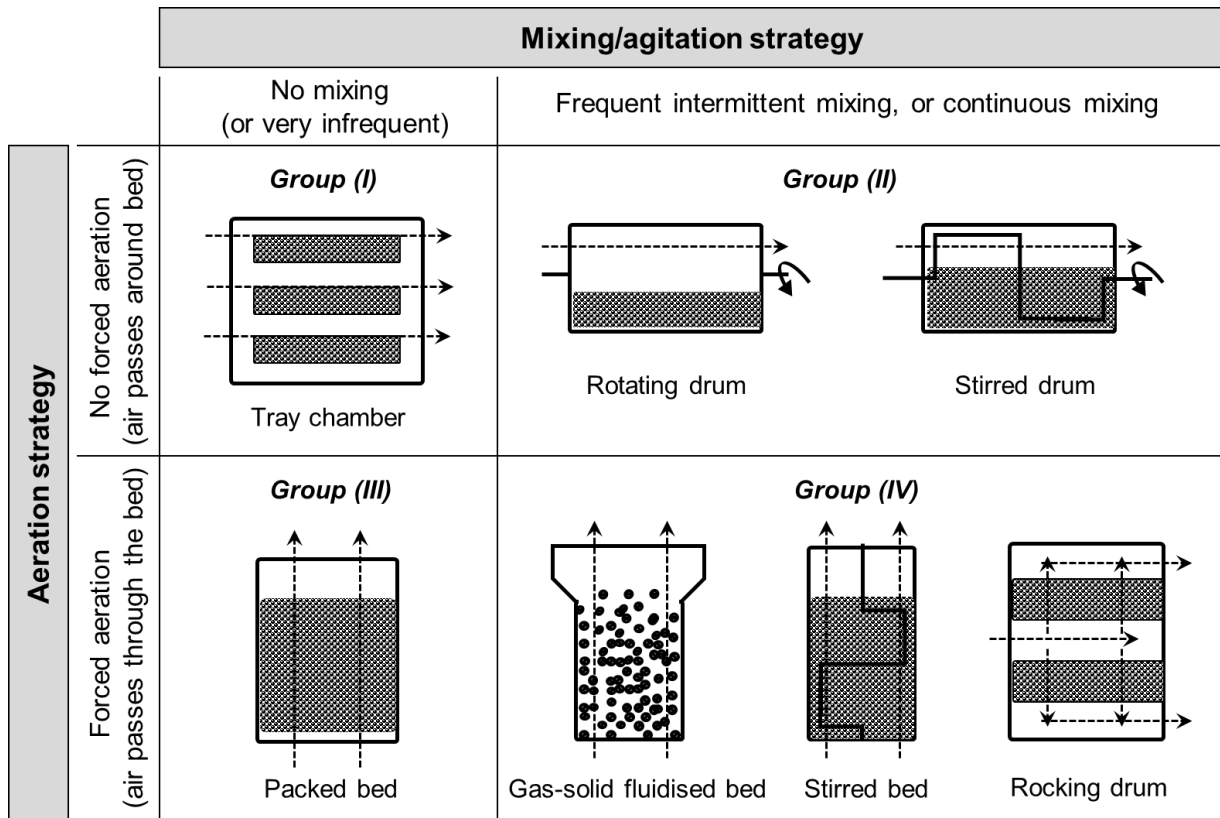 Mixing/agitation strategy
No mixing
(or very infrequent)
Frequent intermittent mixing, or continuous mixing
Aeration strategy
No forced aeration
(air passes around bed)
Group (I)
Tray chamber
Group (II)
Rotating drum
Stirred drum
Forced aeration
(air passes through the bed)
Group (III)
Packed bed
Group (IV)
Gas-solid fluidised bed
Stirred bed
Rocking drum